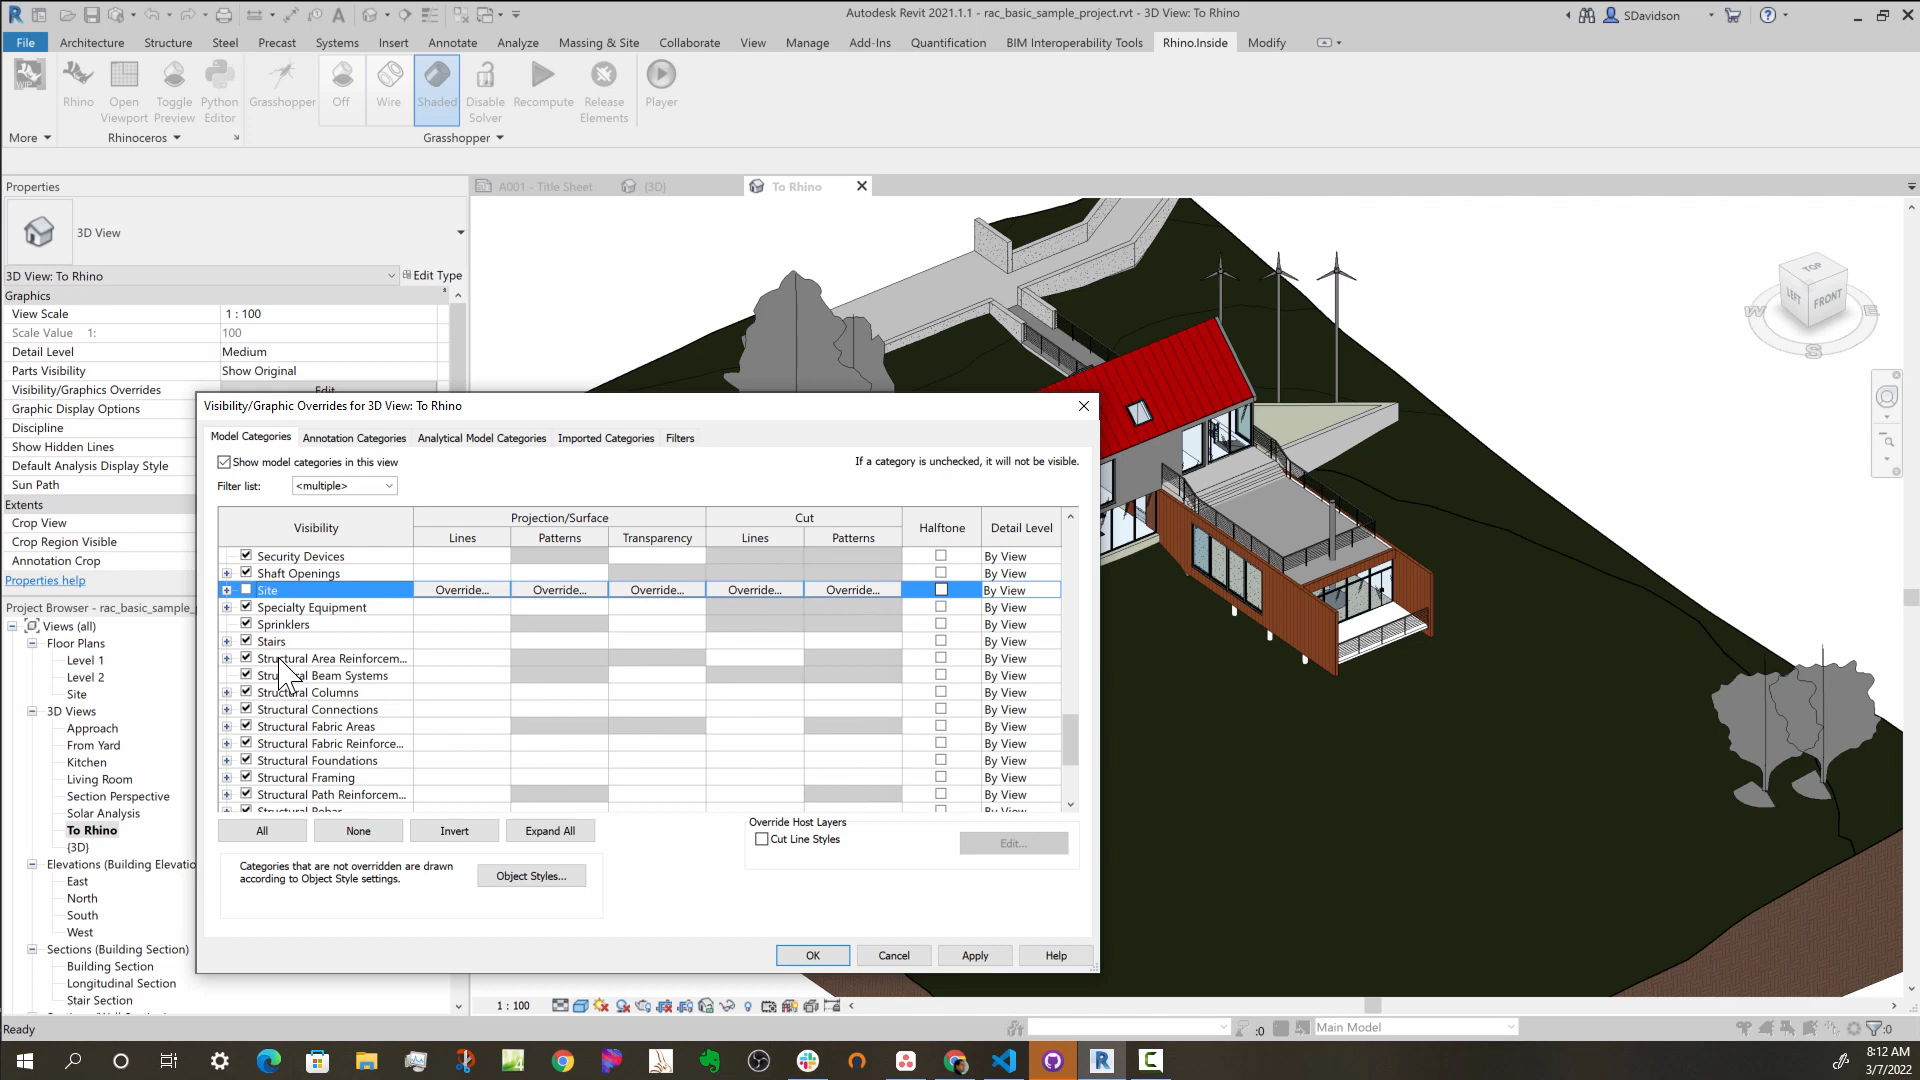 Autodesk Revit 2021.1.1 - rac_basic_sample_project.rvt - 3D View: To Rhino
SDavidson
File Architecture Structure Steel Precast Systems Insert Annotate Analyze Massing & Site Collaborate View Manage Add-Ins Quantification BIM Interoperability Tools Rhino.Inside Modify
WIP
Rhino Open Viewport Toggle Preview Python Editor Grasshopper Off Wire Shaded Disable Solver Recompute Release Elements Player
More Rhinoceros Grasshopper
Properties
A001 - Title Sheet {3D} To Rhino
3D View
3D View: To Rhino Edit Type
Graphics
View Scale 1 : 100
Scale Value 1: 100
Detail Level Medium
Parts Visibility Show Original
Visibility/Graphics Overrides Edit
Graphic Display Options
Discipline
Show Hidden Lines
Default Analysis Display Style
Sun Path
Extents
Crop View
Crop Region Visible
Annotation Crop
Properties help
TOP
LEFT FRONT
W E
S
Visibility/Graphic Overrides for 3D View: To Rhino
Model Categories Annotation Categories Analytical Model Categories Imported Categories Filters
Show model categories in this view If a category is unchecked, it will not be visible.
Filter list: <multiple>
Visibility Projection/Surface Cut Halftone Detail Level
Lines Patterns Transparency Lines Patterns
Security Devices By View
Shaft Openings By View
Site Override... Override... Override... Override... Override... By View
Specialty Equipment By View
Sprinklers By View
Stairs By View
Structural Area Reinforcem... By View
Structural Beam Systems By View
Structural Columns By View
Structural Connections By View
Structural Fabric Areas By View
Structural Fabric Reinforce... By View
Structural Foundations By View
Structural Framing By View
Structural Path Reinforcem... By View
Structural Rebar By View
All None Invert Expand All
Override Host Layers
Cut Line Styles Edit...
Categories that are not overridden are drawn
according to Object Style settings.
Object Styles...
OK Cancel Apply Help
Project Browser - rac_basic_sample_
Views (all)
Floor Plans
Level 1
Level 2
Site
3D Views
Approach
From Yard
Kitchen
Living Room
Section Perspective
Solar Analysis
To Rhino
{3D}
Elevations (Building Elevatio
East
North
South
West
Sections (Building Section)
Building Section
Longitudinal Section
Stair Section
1 : 100
Ready
:0 Main Model :0
8:12 AM
3/7/2022